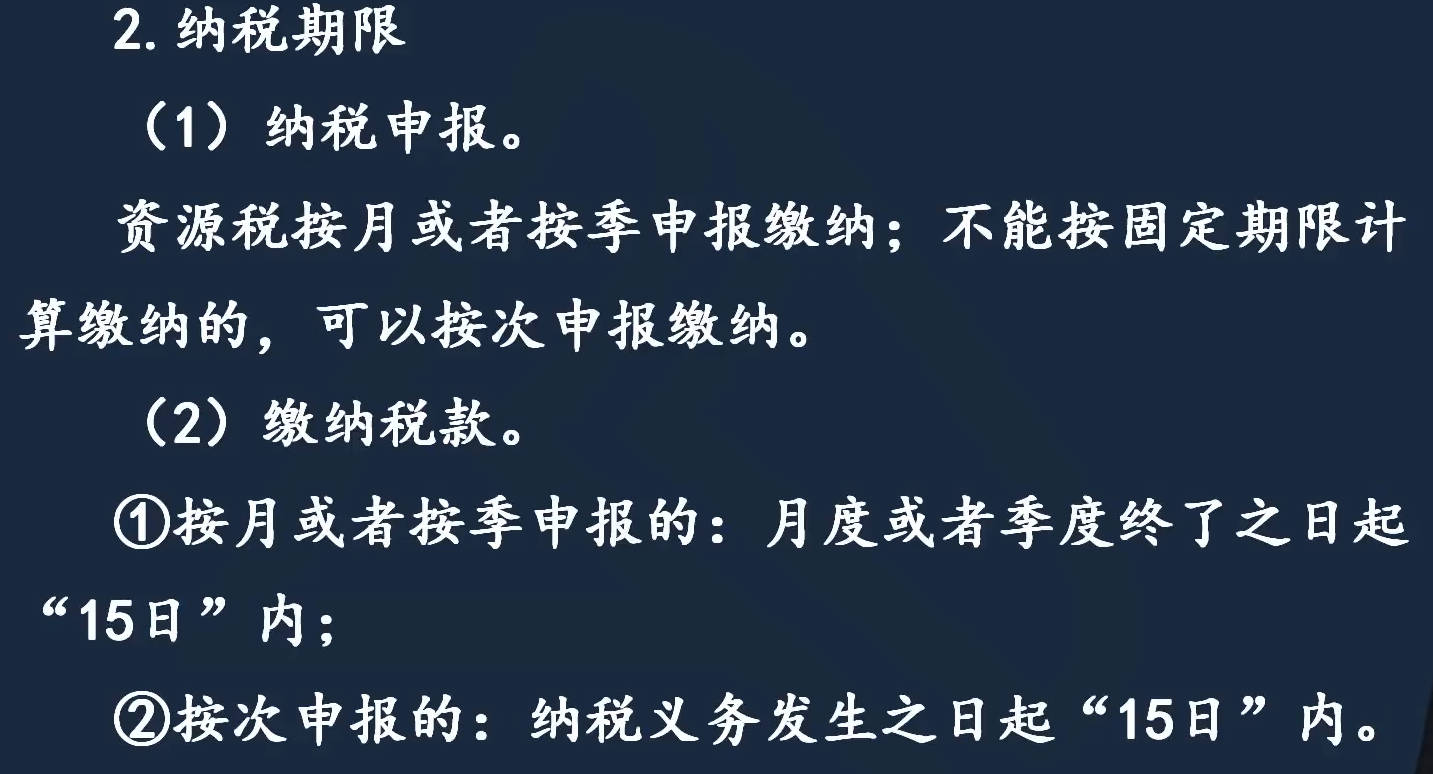 2. 纳税期限
（1）纳税申报。
资源税按月或者按季申报缴纳；不能按固定期限计
算缴纳的，可以按次申报缴纳。
（2）缴纳税款。
①按月或者按季申报的：月度或者季度终了之日起
“15日”内；
②按次申报的：纳税义务发生之日起“15日”内。